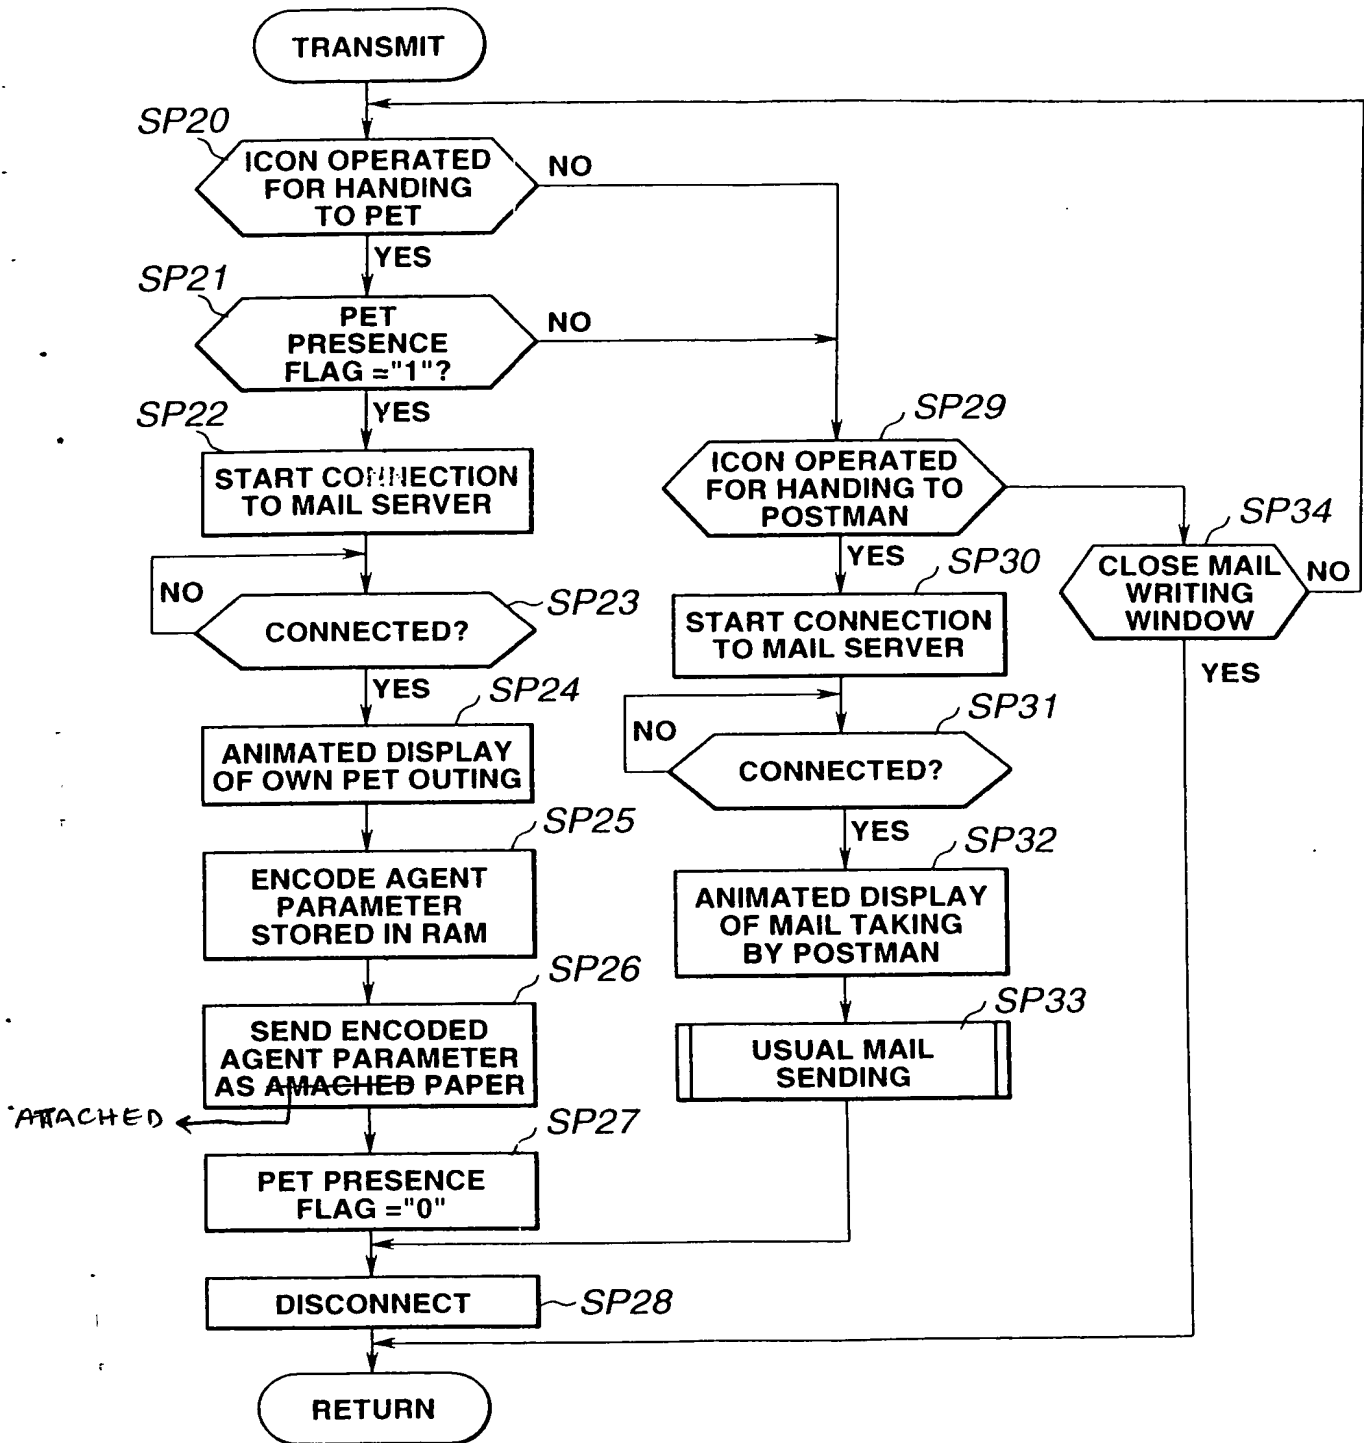 TRANSMIT
SP20
ICON OPERATED
FOR HANDING
TO PET
NO
YES
SP21
PET
PRESENCE
FLAG ="1"?
NO
YES
SP22
START CONNECTION
TO MAIL SERVER
NO
SP23
CONNECTED?
YES
SP24
ANIMATED DISPLAY
OF OWN PET OUTING
SP25
ENCODE AGENT
PARAMETER
STORED IN RAM
SP26
SEND ENCODED
AGENT PARAMETER
AS AMACHED PAPER
ATTACHED
SP27
PET PRESENCE
FLAG ="0"
DISCONNECT
SP28
RETURN
SP29
ICON OPERATED
FOR HANDING TO
POSTMAN
YES
SP30
START CONNECTION
TO MAIL SERVER
NO
SP31
CONNECTED?
YES
SP32
ANIMATED DISPLAY
OF MAIL TAKING
BY POSTMAN
SP33
USUAL MAIL
SENDING
SP34
CLOSE MAIL
WRITING
WINDOW
NO
YES